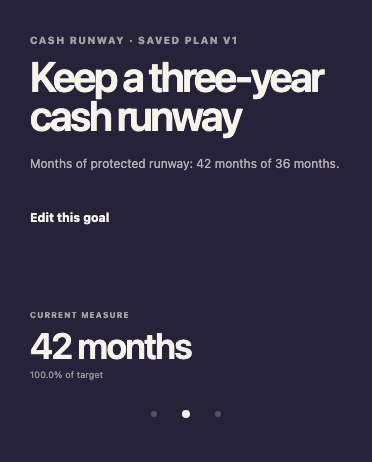 CASH RUNWAY · SAVED PLAN V1
Keep a three-year
cash runway
Months of protected runway: 42 months of 36 months.
Edit this goal
CURRENT MEASURE
42 months
100.0% of target